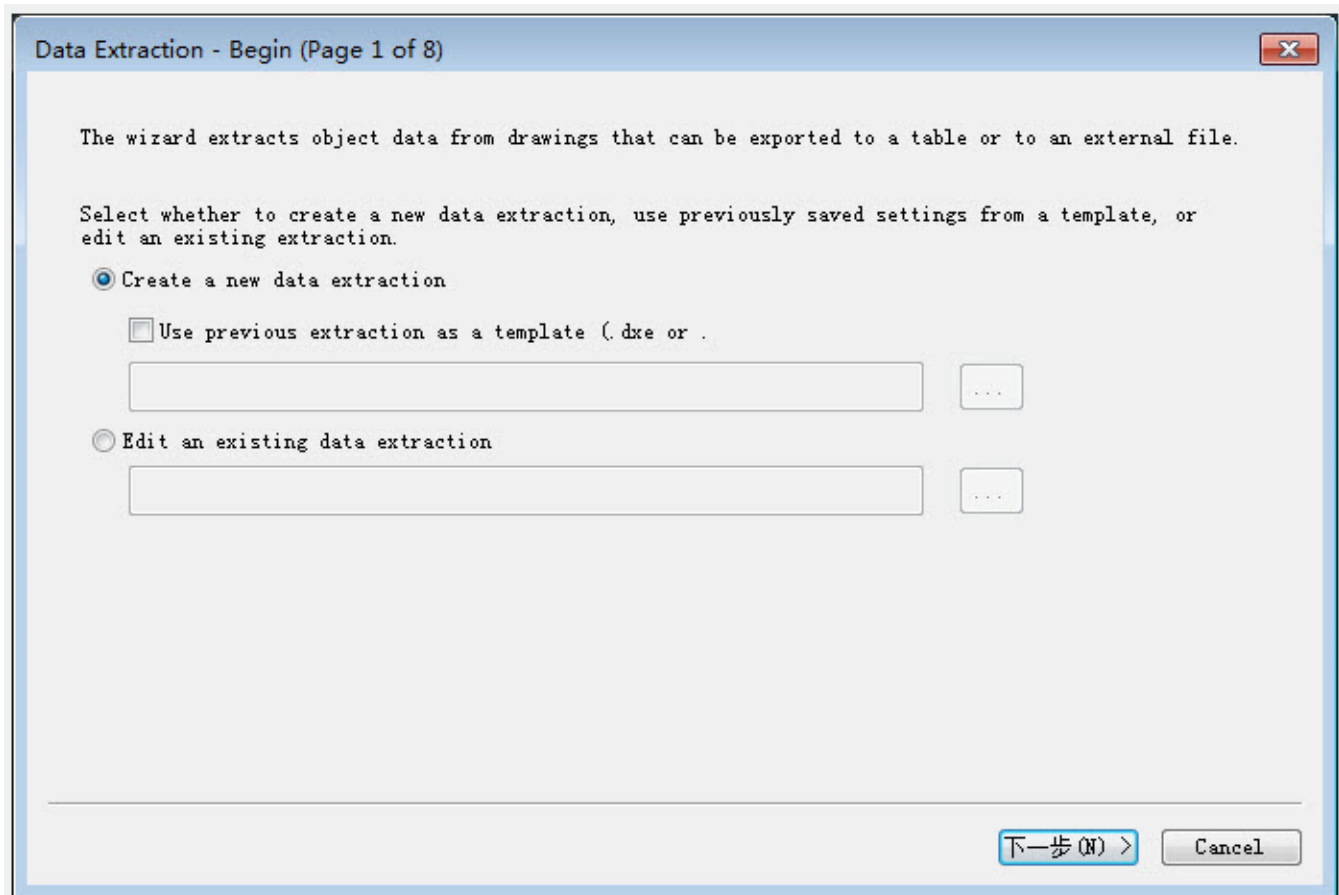 Data Extraction - Begin (Page 1 of 8)
The wizard extracts object data from drawings that can be exported to a table or to an external file.
Select whether to create a new data extraction, use previously saved settings from a template, or
edit an existing extraction.
Create a new data extraction
Use previous extraction as a template (.dxe or .
...
Edit an existing data extraction
...
下一步(N) >
Cancel